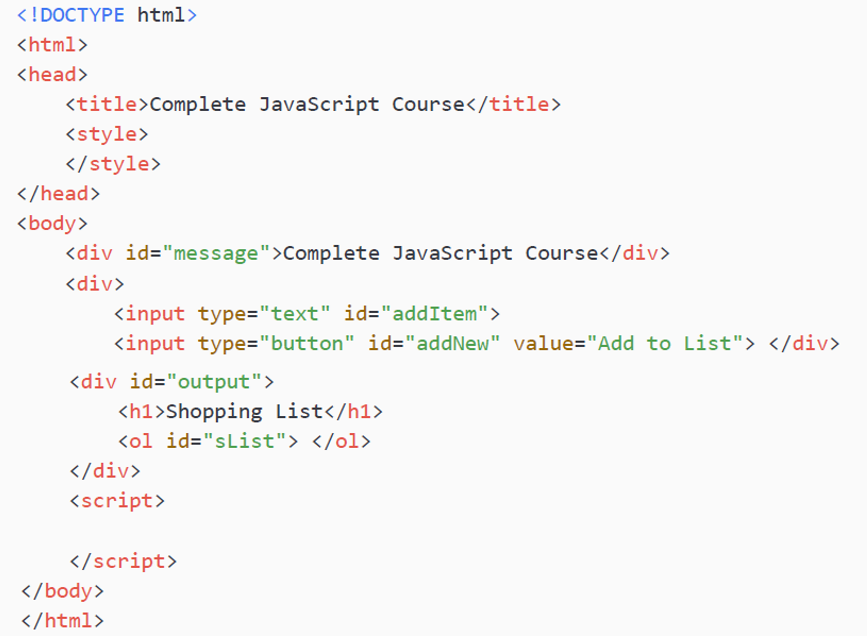 <!DOCTYPE html>
<html>
<head>
    <title>Complete JavaScript Course</title>
    <style>
    </style>
</head>
<body>
    <div id="message">Complete JavaScript Course</div>
    <div>
        <input type="text" id="addItem">
        <input type="button" id="addNew" value="Add to List"> </div>
    <div id="output">
        <h1>Shopping List</h1>
        <ol id="sList"> </ol>
    </div>
    <script>

    </script>
</body>
</html>